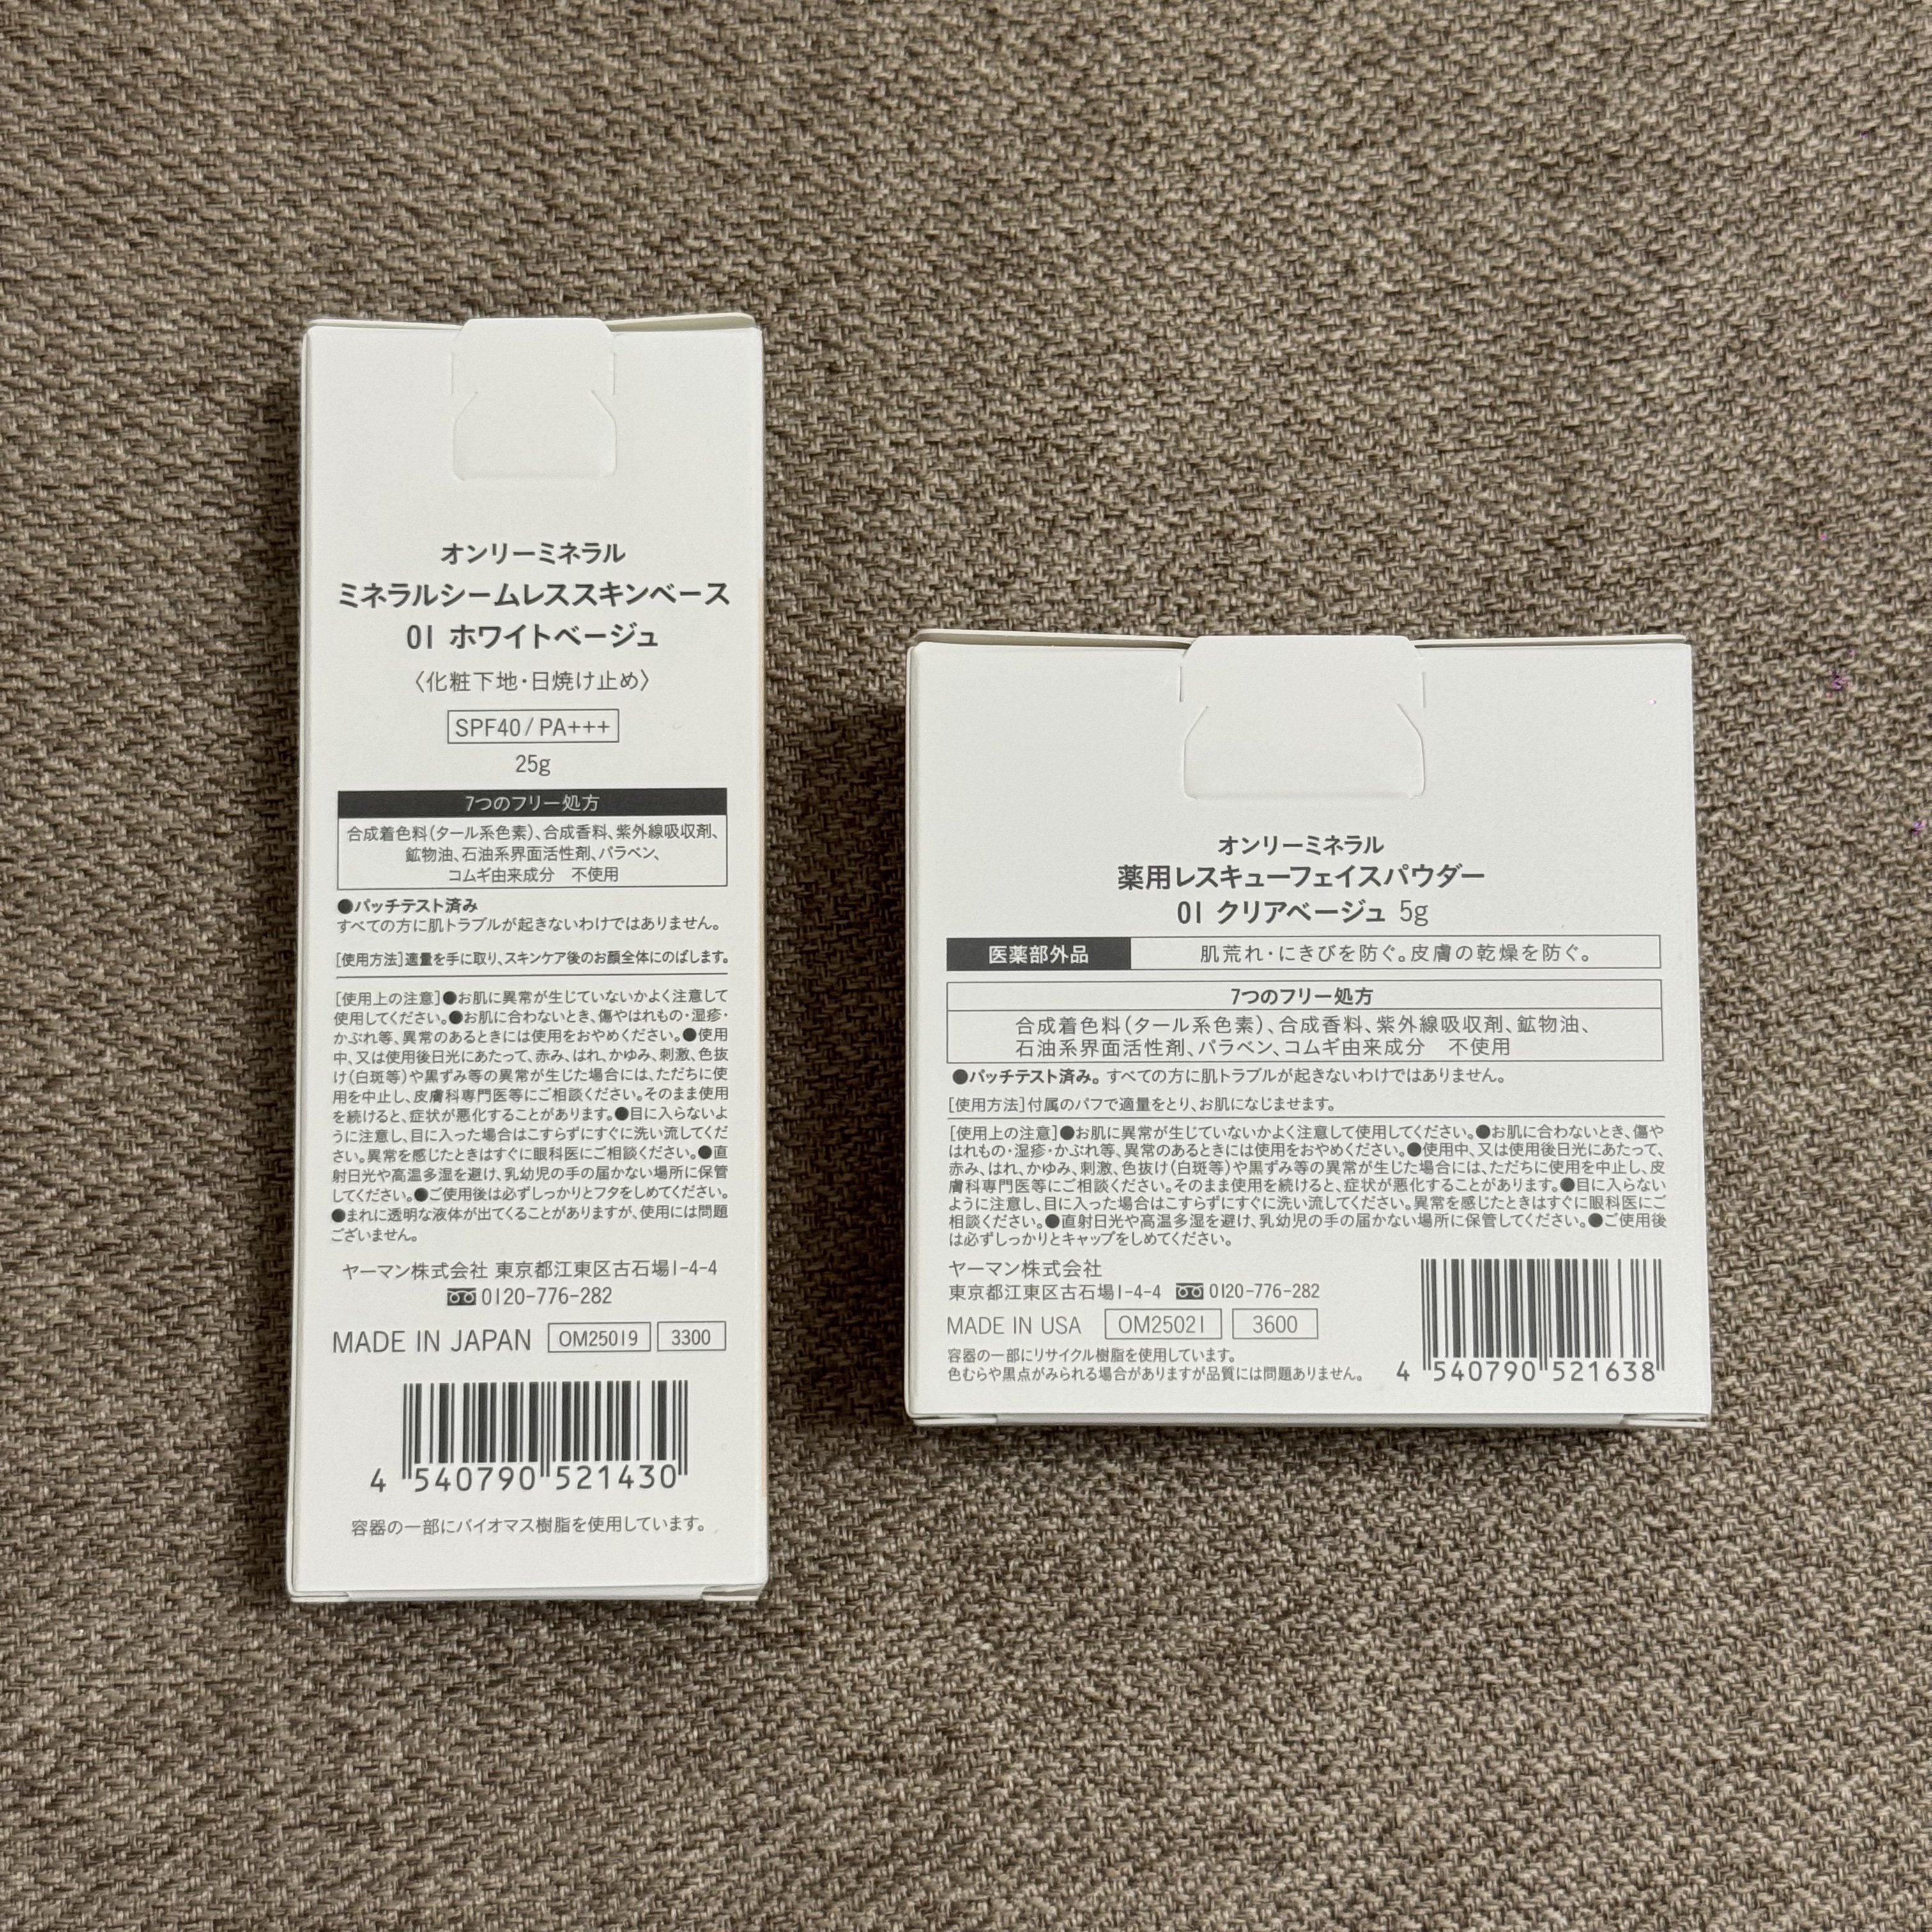 オンリーミネラル
ミネラルシームレススキンベース
01 ホワイトベージュ
〈化粧下地・日焼け止め〉
SPF40/PA+++
25g
7つのフリー処方
合成着色料(タール系色素)、合成香料、紫外線吸収剤、
鉱物油、石油系界面活性剤、パラベン、
コムギ由来成分 不使用
●パッチテスト済み
すべての方に肌トラブルが起きないわけではありません。
[使用方法]適量を手に取り、スキンケア後のお顔全体にのばします。
[使用上の注意]●お肌に異常が生じていないかよく注意して
使用してください。●お肌に合わないとき、傷やはれもの・湿疹・
かぶれ等、異常のあるときには使用をおやめください。●使用
中、又は使用後日光にあたって、赤み、はれ、かゆみ、刺激、色抜
け(白斑等)や黒ずみ等の異常が生じた場合には、ただちに使
用を中止し、皮膚科専門医等にご相談ください。そのまま使用
を続けると、症状が悪化することがあります。●目に入らないよ
うに注意し、目に入った場合はこすらずにすぐに洗い流してくだ
さい。異常を感じたときはすぐに眼科医にご相談ください。●直
射日光や高温多湿を避け、乳幼児の手の届かない場所に保管
してください。●ご使用後は必ずしっかりとフタをしめてください。
●まれに透明な液体が出てくることがありますが、使用には問題
ございません。
ヤーマン株式会社 東京都江東区古石場1-4-4
0120-776-282
MADE IN JAPAN OM25019 3300
4 540790 521430
容器の一部にバイオマス樹脂を使用しています。
オンリーミネラル
薬用レスキューフェイスパウダー
01 クリアベージュ 5g
医薬部外品 肌荒れ・にきびを防ぐ。皮膚の乾燥を防ぐ。
7つのフリー処方
合成着色料(タール系色素)、合成香料、紫外線吸収剤、鉱物油、
石油系界面活性剤、パラベン、コムギ由来成分 不使用
●パッチテスト済み。すべての方に肌トラブルが起きないわけではありません。
[使用方法]付属のパフで適量をとり、お肌になじませます。
[使用上の注意]●お肌に異常が生じていないかよく注意して使用してください。●お肌に合わないとき、傷や
はれもの・湿疹・かぶれ等、異常のあるときには使用をおやめください。●使用中、又は使用後日光にあたって、
赤み、はれ、かゆみ、刺激、色抜け(白斑等)や黒ずみ等の異常が生じた場合には、ただちに使用を中止し、皮
膚科専門医等にご相談ください。そのまま使用を続けると、症状が悪化することがあります。●目に入らない
ように注意し、目に入った場合はこすらずにすぐに洗い流してください。異常を感じたときはすぐに眼科医にご
相談ください。●直射日光や高温多湿を避け、乳幼児の手の届かない場所に保管してください。●ご使用後
は必ずしっかりとキャップをしめてください。
ヤーマン株式会社
東京都江東区古石場1-4-4 0120-776-282
MADE IN USA OM25021 3600
容器の一部にリサイクル樹脂を使用しています。
色むらや黒点がみられる場合がありますが品質には問題ありません。
4 540790 521638